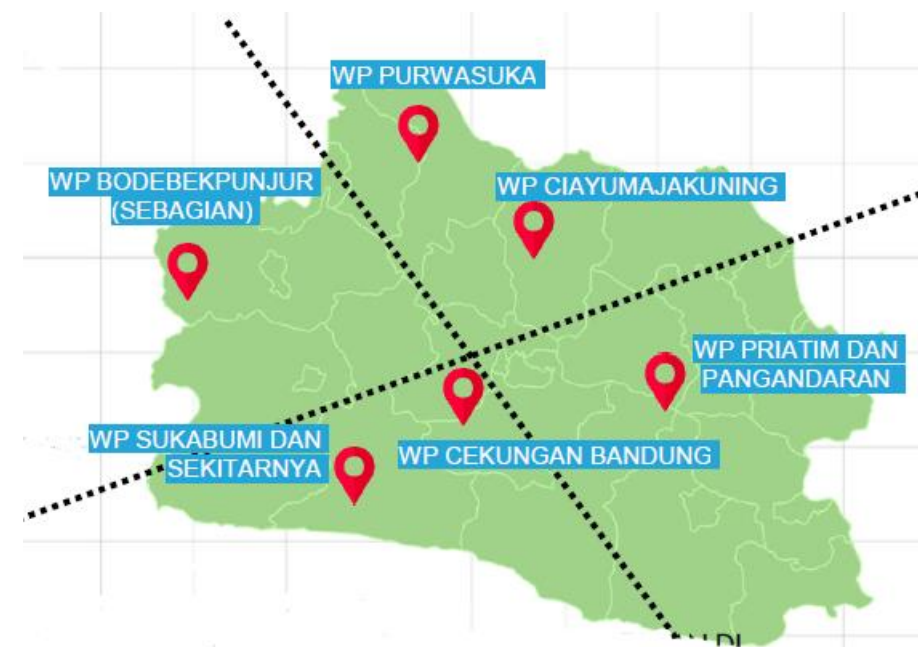 WP PURWASUKA
WP BODEBEKPUNJUR
(SEBAGIAN)
WP CIAYUMAJAKUNING
WP PRIATIM DAN
PANGANDARAN
WP SUKABUMI DAN
SEKITARNYA
WP CEKUNGAN BANDUNG